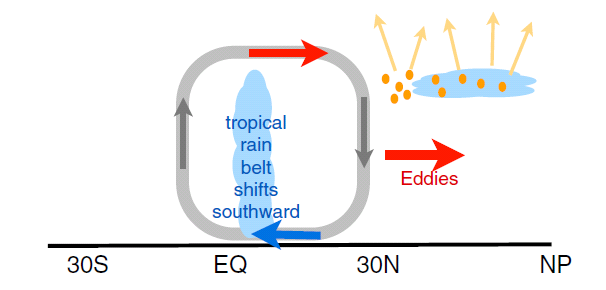 tropical
rain
belt
shifts
southward
Eddies
30S EQ 30N NP